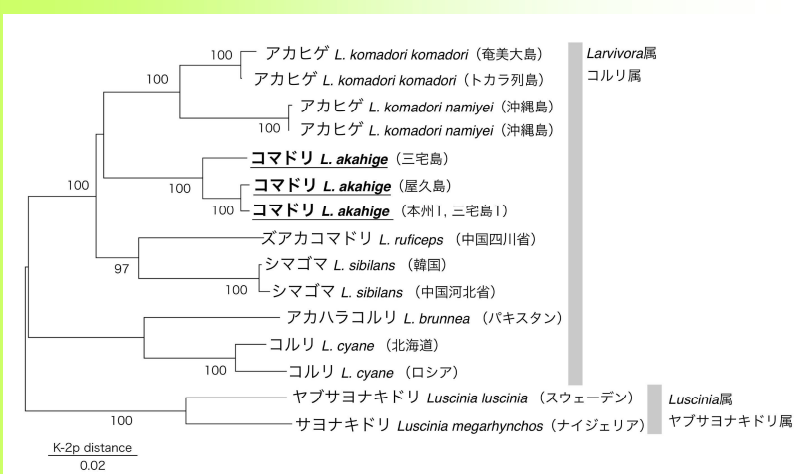 100
アカヒゲ L. komadori komadori（奄美大島）
Larvivora属
100
アカヒゲ L. komadori komadori（トカラ列島）
コルリ属
アカヒゲ L. komadori namiyei（沖縄島）
100
アカヒゲ L. komadori namiyei（沖縄島）
コマドリ L. akahige（三宅島）
100
100
コマドリ L. akahige（屋久島）
100
コマドリ L. akahige（本州1, 三宅島1）
ズアカコマドリ L. ruficeps（中国四川省）
97
シマゴマ L. sibilans（韓国）
100
シマゴマ L. sibilans（中国河北省）
アカハラコルリ L. brunnea（パキスタン）
コルリ L. cyane（北海道）
100
コルリ L. cyane（ロシア）
ヤブサヨナキドリ Luscinia luscinia（スウェーデン）
Luscinia属
100
サヨナキドリ Luscinia megarhynchos（ナイジェリア）
ヤブサヨナキドリ属
K-2p distance
0.02